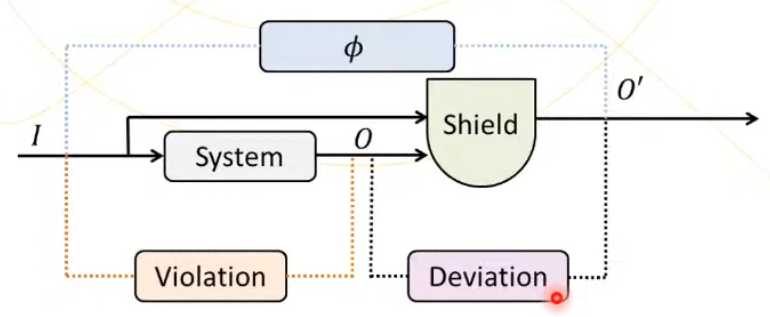 ϕ
O′
I
System
O
Shield
Violation
Deviation